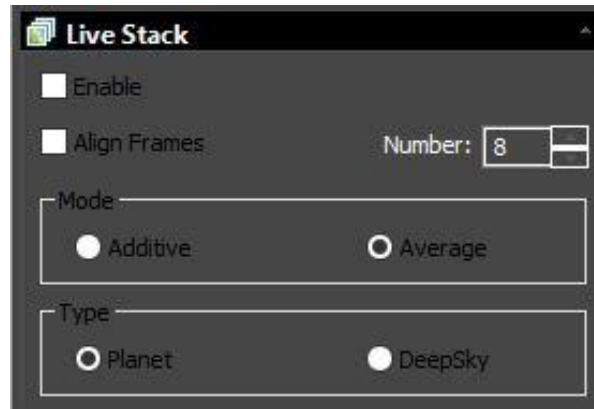 Live Stack
Enable
Align Frames Number: 8
Mode
Additive Average
Type
Planet DeepSky